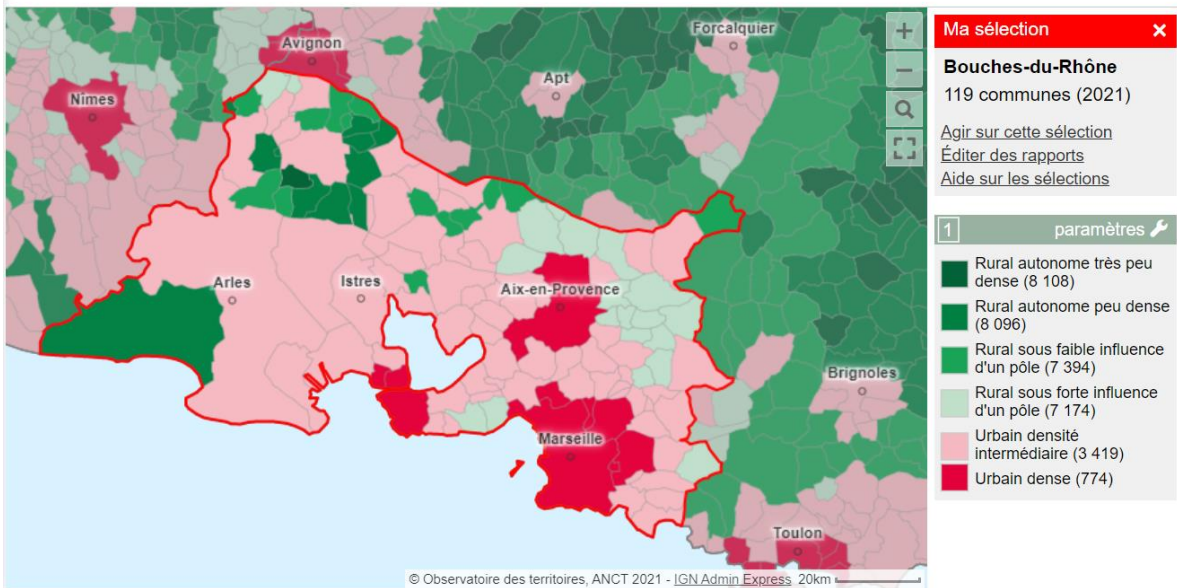 Avignon
Forcalquier
Nîmes
Apt
Arles
Istres
Aix-en-Provence
Brignoles
Marseille
Toulon
© Observatoire des territoires, ANCT 2021 - IGN Admin Express 20km
+
−
Ma sélection ×
Bouches-du-Rhône
119 communes (2021)
Agir sur cette sélection
Éditer des rapports
Aide sur les sélections
1 paramètres
Rural autonome très peu
dense (8 108)
Rural autonome peu dense
(8 096)
Rural sous faible influence
d'un pôle (7 394)
Rural sous forte influence
d'un pôle (7 174)
Urbain densité
intermédiaire (3 419)
Urbain dense (774)